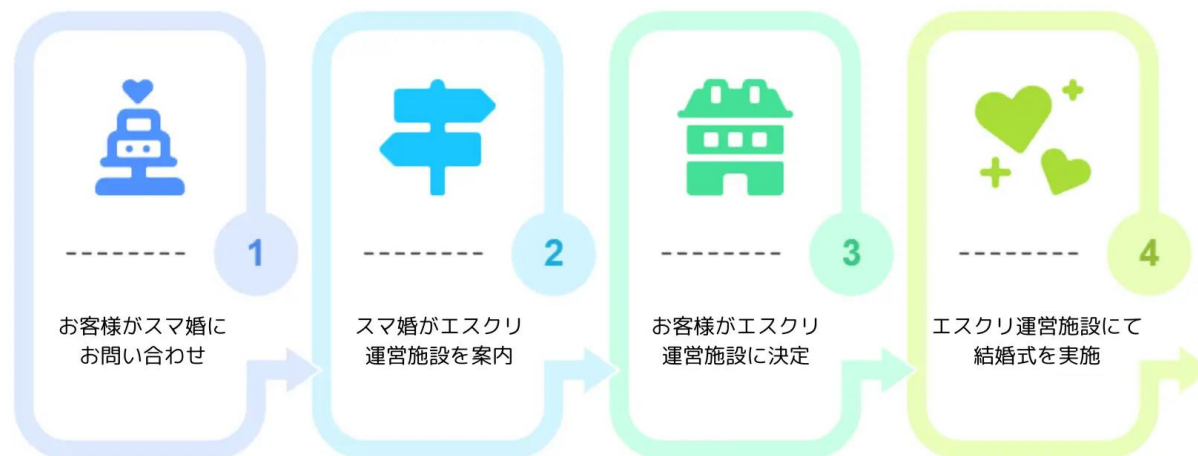 1
お客様がスマ婚に
お問い合わせ
2
スマ婚がエスクリ
運営施設を案内
3
お客様がエスクリ
運営施設に決定
4
エスクリ運営施設にて
結婚式を実施